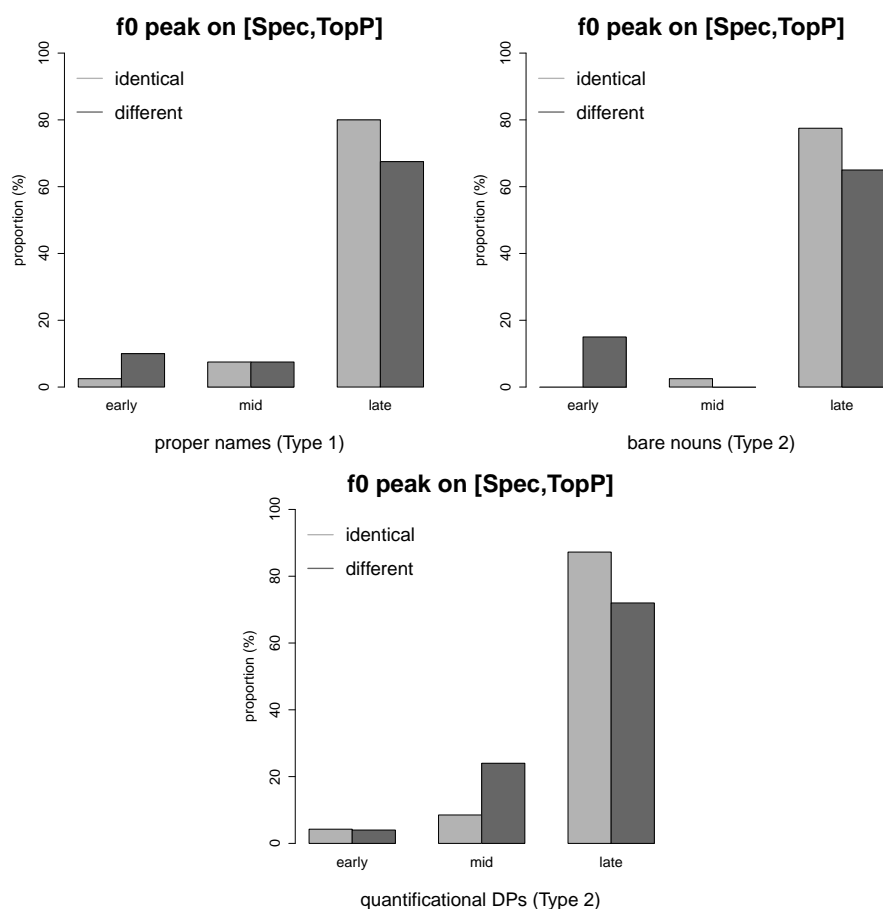 f0 peak on [Spec,TopP]
100
80
60
40
20
0
proportion (%)
identical
different
early mid late
proper names (Type 1)
f0 peak on [Spec,TopP]
100
80
60
40
20
0
proportion (%)
identical
different
early mid late
bare nouns (Type 2)
f0 peak on [Spec,TopP]
100
80
60
40
20
0
proportion (%)
identical
different
early mid late
quantificational DPs (Type 2)